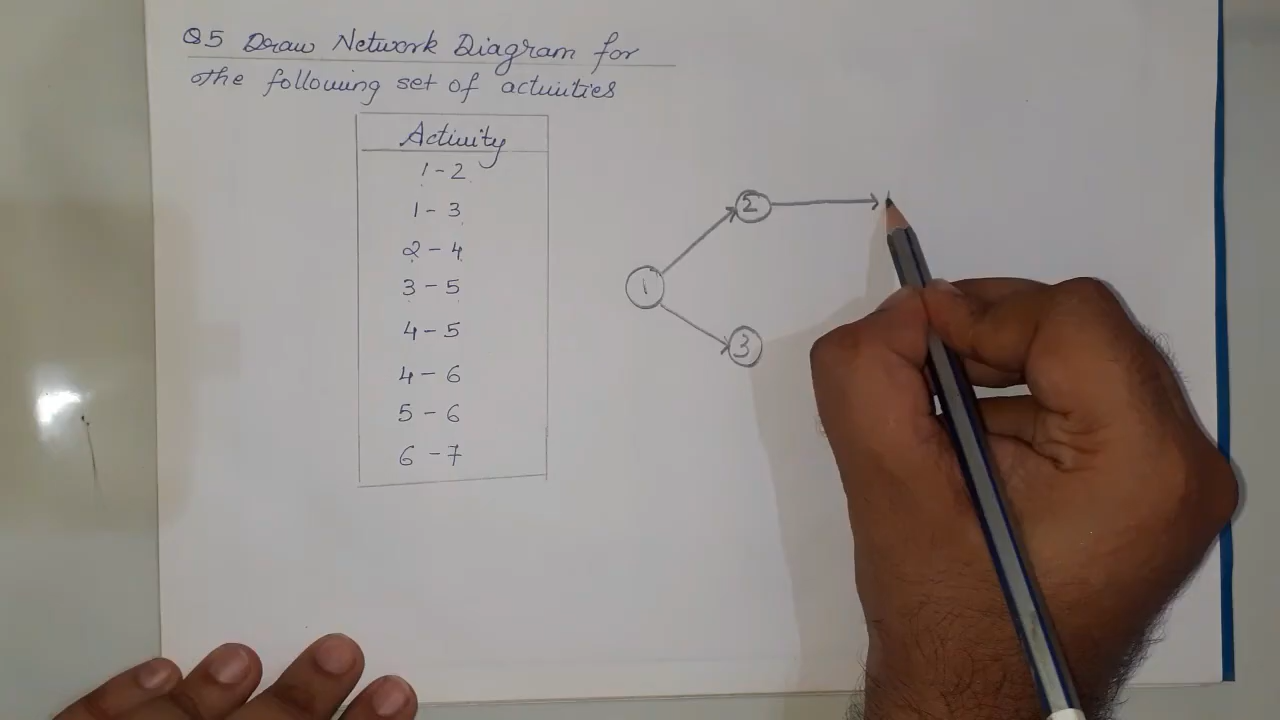 Q5 Draw Network Diagram for
the following set of activities
Activity
1 - 2
1 - 3
2 - 4
3 - 5
4 - 5
4 - 6
5 - 6
6 - 7
2
1
3